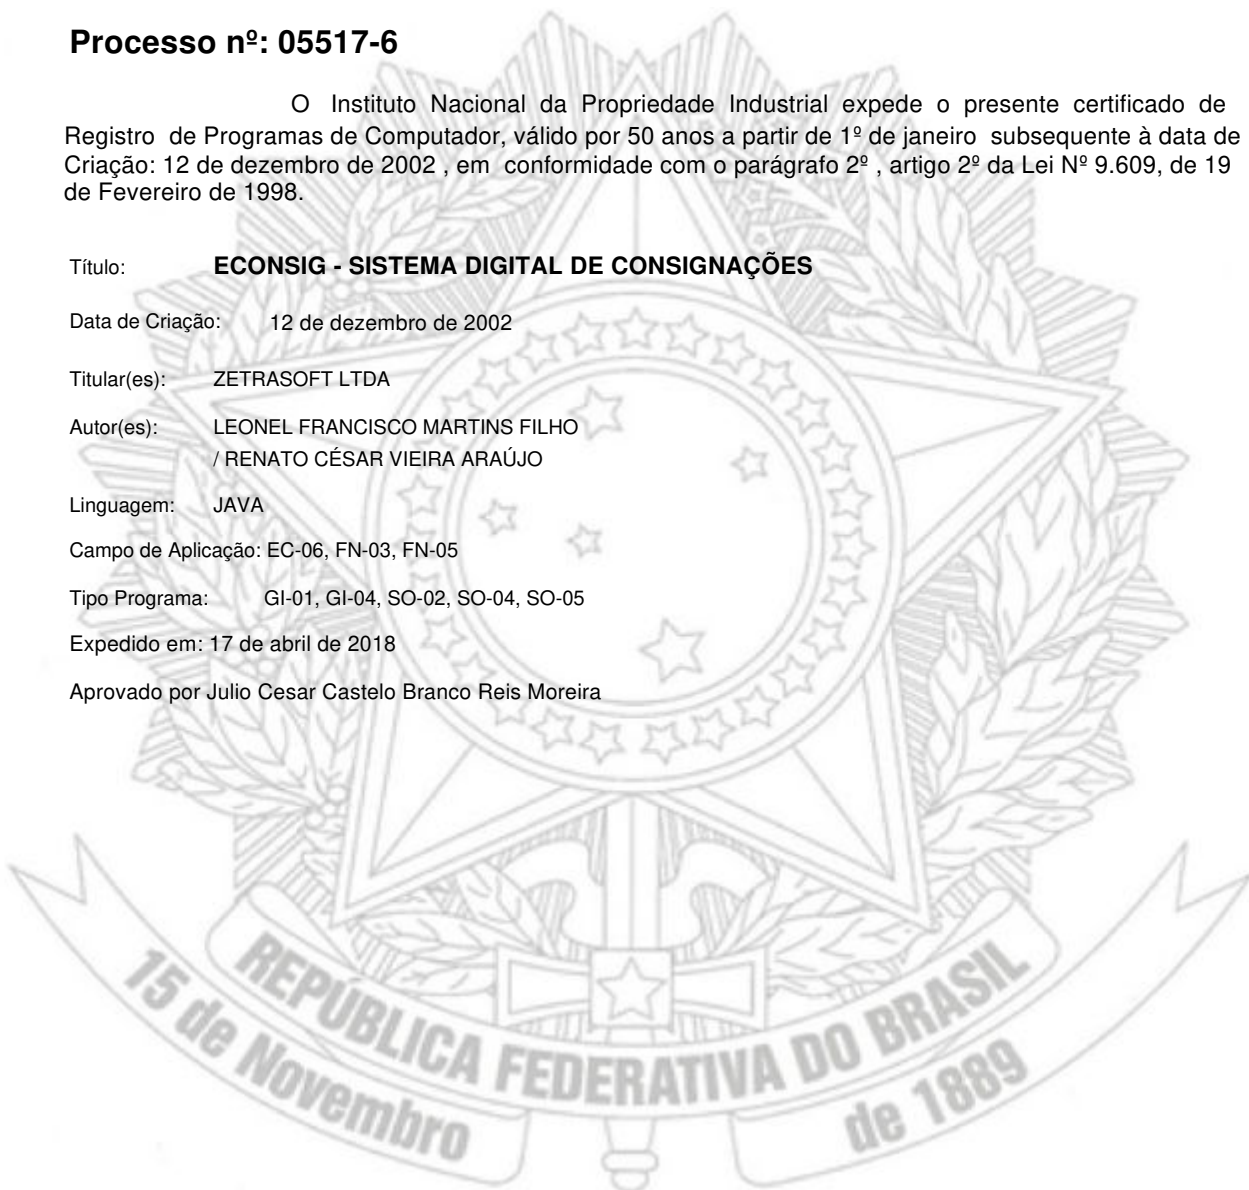 Processo nº: 05517-6
O Instituto Nacional da Propriedade Industrial expede o presente certificado de
Registro de Programas de Computador, válido por 50 anos a partir de 1º de janeiro subsequente à data de
Criação: 12 de dezembro de 2002 , em conformidade com o parágrafo 2º , artigo 2º da Lei Nº 9.609, de 19
de Fevereiro de 1998.
Título: ECONSIG - SISTEMA DIGITAL DE CONSIGNAÇÕES
Data de Criação: 12 de dezembro de 2002
Titular(es): ZETRASOFT LTDA
Autor(es): LEONEL FRANCISCO MARTINS FILHO
/ RENATO CÉSAR VIEIRA ARAÚJO
Linguagem: JAVA
Campo de Aplicação: EC-06, FN-03, FN-05
Tipo Programa: GI-01, GI-04, SO-02, SO-04, SO-05
Expedido em: 17 de abril de 2018
Aprovado por Julio Cesar Castelo Branco Reis Moreira
REPÚBLICA FEDERATIVA DO BRASIL
15 de Novembro de 1889